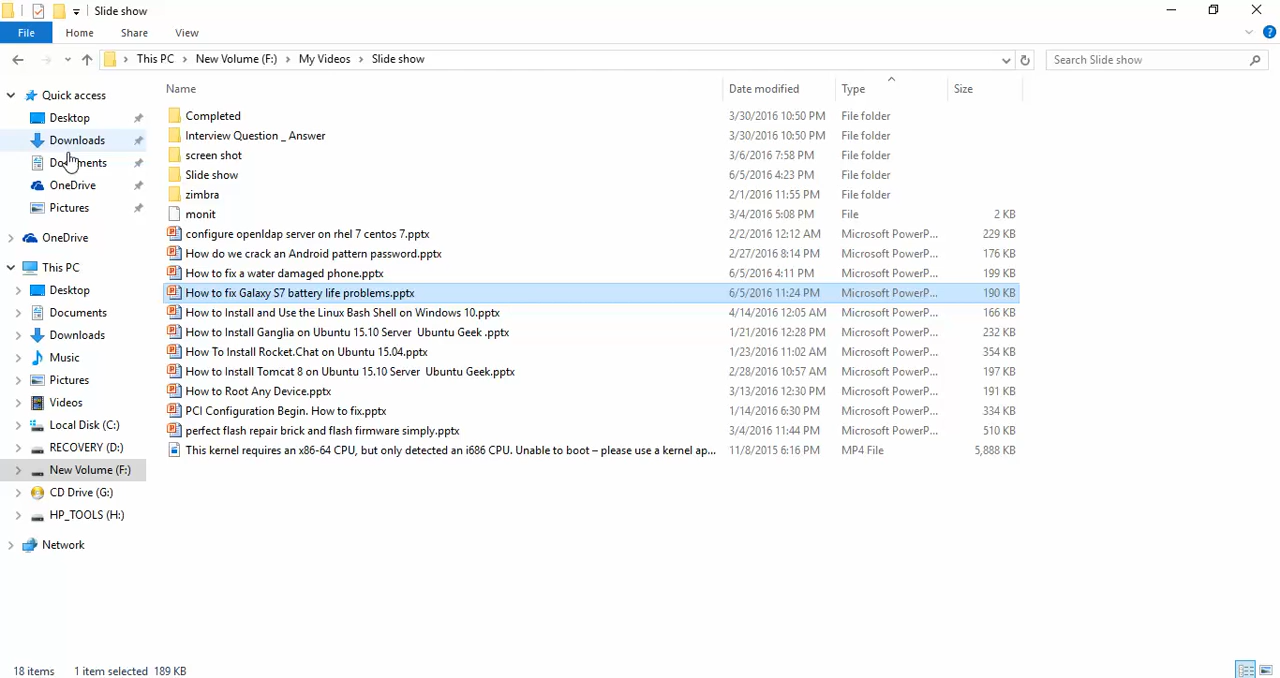 Slide show
File Home Share View
This PC New Volume (F:) My Videos Slide show Search Slide show
Name Date modified Type Size
Quick access
Desktop
Downloads
Documents
OneDrive
Pictures
OneDrive
This PC
Desktop
Documents
Downloads
Music
Pictures
Videos
Local Disk (C:)
RECOVERY (D:)
New Volume (F:)
CD Drive (G:)
HP_TOOLS (H:)
Network
Completed 3/30/2016 10:50 PM File folder
Interview Question _ Answer 3/30/2016 10:50 PM File folder
screen shot 3/6/2016 7:58 PM File folder
Slide show 6/5/2016 4:23 PM File folder
zimbra 2/1/2016 11:55 PM File folder
monit 3/4/2016 5:08 PM File 2 KB
configure openldap server on rhel 7 centos 7.pptx 2/2/2016 12:12 AM Microsoft PowerP... 229 KB
How do we crack an Android pattern password.pptx 2/27/2016 8:14 PM Microsoft PowerP... 176 KB
How to fix a water damaged phone.pptx 6/5/2016 4:11 PM Microsoft PowerP... 199 KB
How to fix Galaxy S7 battery life problems.pptx 6/5/2016 11:24 PM Microsoft PowerP... 190 KB
How to Install and Use the Linux Bash Shell on Windows 10.pptx 4/14/2016 12:05 AM Microsoft PowerP... 166 KB
How to Install Ganglia on Ubuntu 15.10 Server Ubuntu Geek .pptx 1/21/2016 12:28 PM Microsoft PowerP... 232 KB
How To Install Rocket.Chat on Ubuntu 15.04.pptx 1/23/2016 11:02 AM Microsoft PowerP... 354 KB
How to Install Tomcat 8 on Ubuntu 15.10 Server Ubuntu Geek.pptx 2/28/2016 10:57 AM Microsoft PowerP... 197 KB
How to Root Any Device.pptx 3/13/2016 12:30 PM Microsoft PowerP... 191 KB
PCI Configuration Begin. How to fix.pptx 1/14/2016 6:30 PM Microsoft PowerP... 334 KB
perfect flash repair brick and flash firmware simply.pptx 3/4/2016 11:44 PM Microsoft PowerP... 510 KB
This kernel requires an x86-64 CPU, but only detected an i686 CPU. Unable to boot – please use a kernel ap... 11/8/2015 6:16 PM MP4 File 5,888 KB
18 items 1 item selected 189 KB